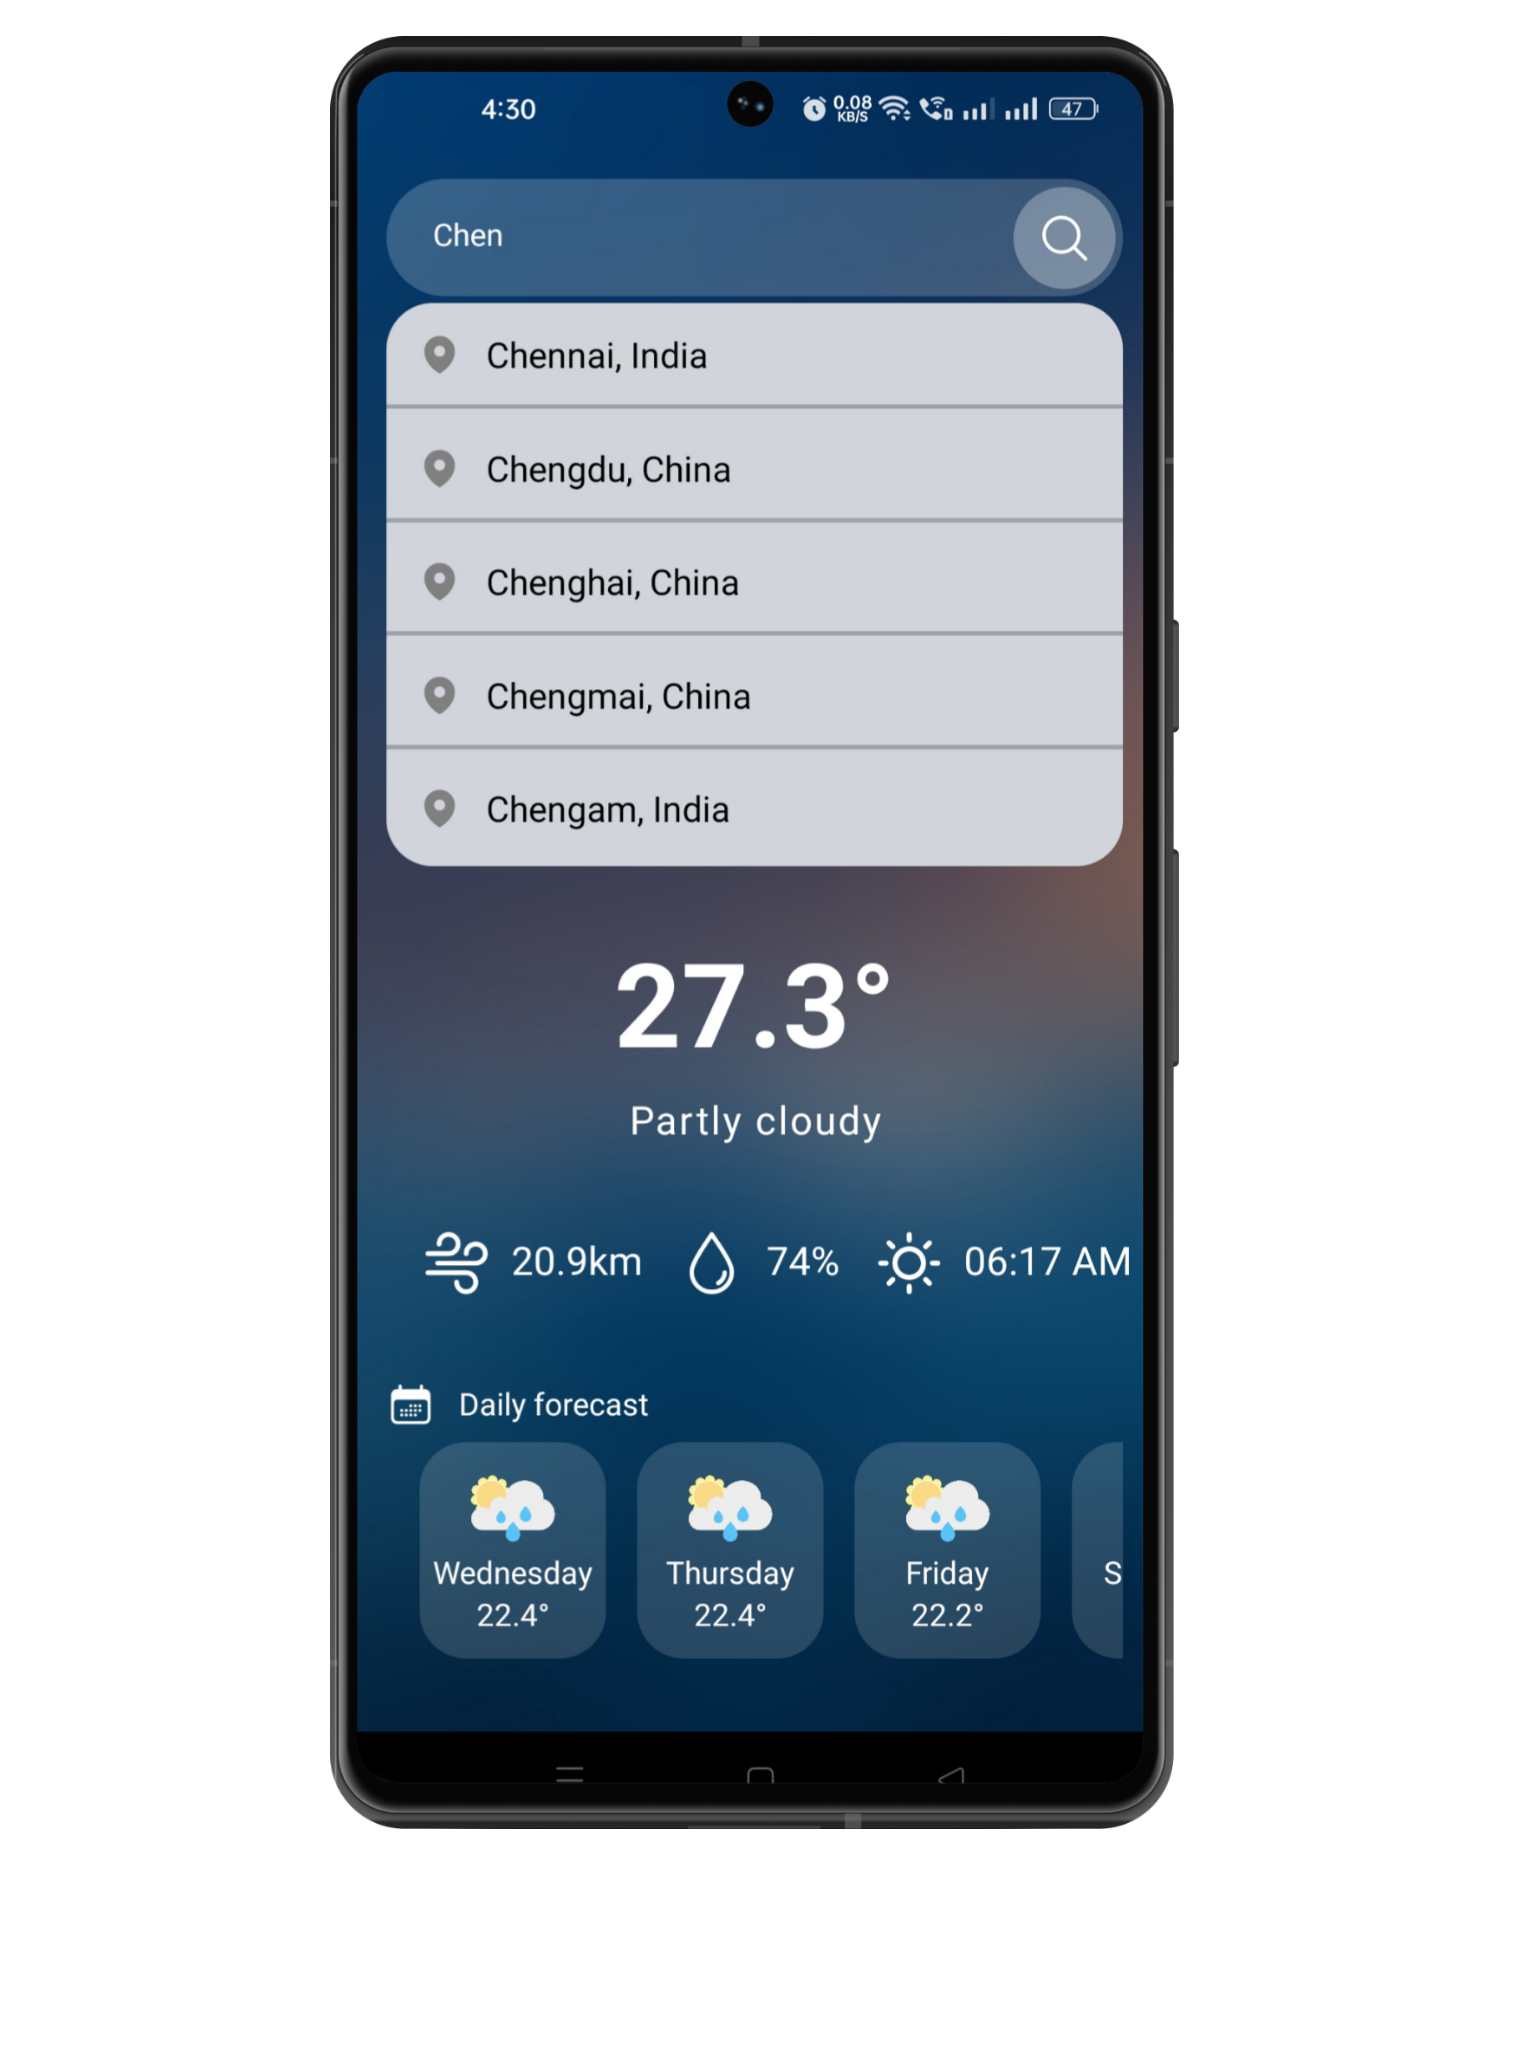 4:30
0.08
KB/S
47
Chen
Chennai, India
Chengdu, China
Chenghai, China
Chengmai, China
Chengam, India
27.3°
Partly cloudy
20.9km 74% 06:17 AM
Daily forecast
Wednesday Thursday Friday S
22.4° 22.4° 22.2°